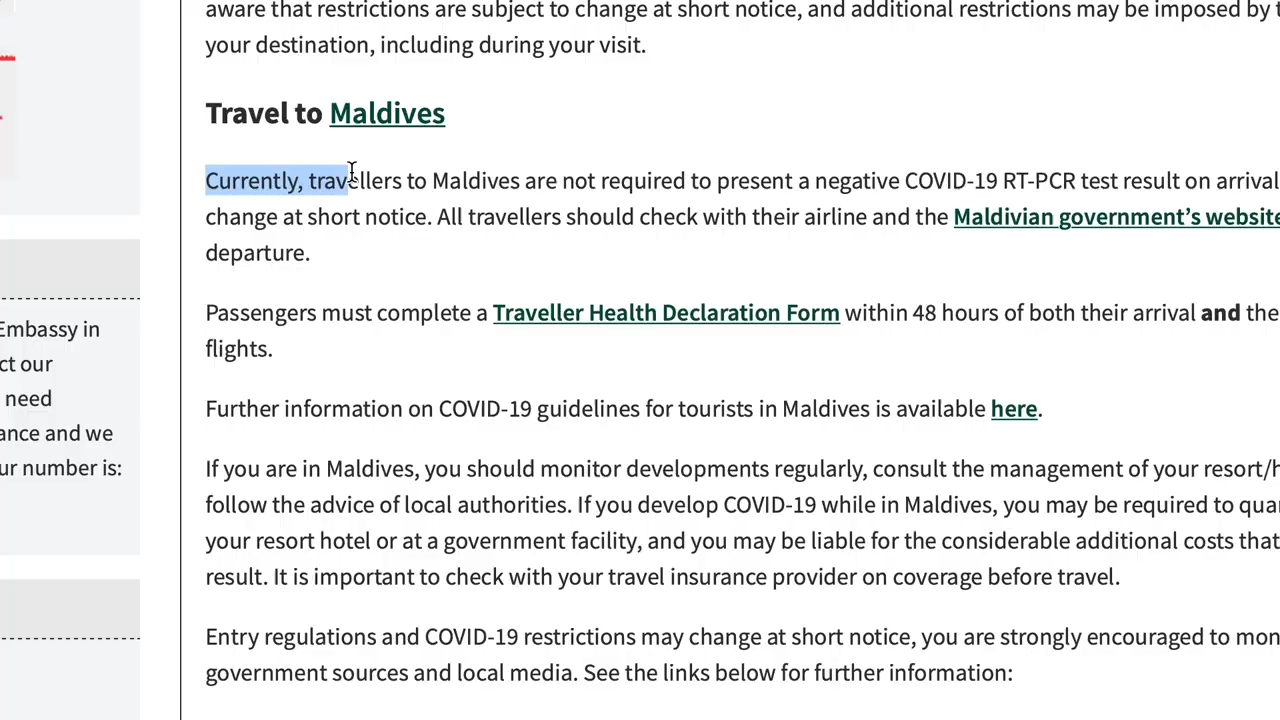 aware that restrictions are subject to change at short notice, and additional restrictions may be imposed by
your destination, including during your visit.
Travel to Maldives
Currently, travellers to Maldives are not required to present a negative COVID-19 RT-PCR test result on arrival
change at short notice. All travellers should check with their airline and the Maldivian government's website
departure.
Passengers must complete a Traveller Health Declaration Form within 48 hours of both their arrival and the
flights.
Further information on COVID-19 guidelines for tourists in Maldives is available here.
If you are in Maldives, you should monitor developments regularly, consult the management of your resort/
follow the advice of local authorities. If you develop COVID-19 while in Maldives, you may be required to
your resort hotel or at a government facility, and you may be liable for the considerable additional costs that
result. It is important to check with your travel insurance provider on coverage before travel.
Entry regulations and COVID-19 restrictions may change at short notice, you are strongly encouraged to
government sources and local media. See the links below for further information:
Embassy in
ct our
need
ance and we
ur number is: